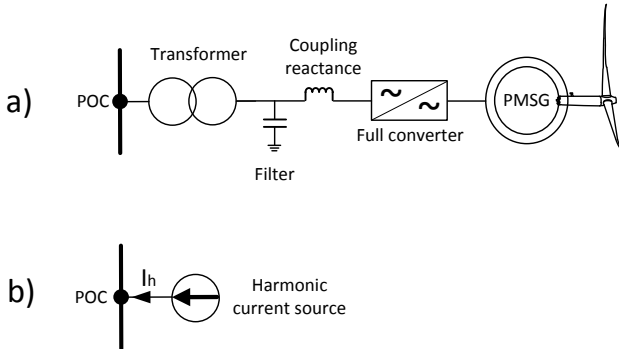 a)
POC
Transformer
Filter
Coupling
reactance
~
~
Full converter
PMSG
b)
POC
Ih
Harmonic
current source